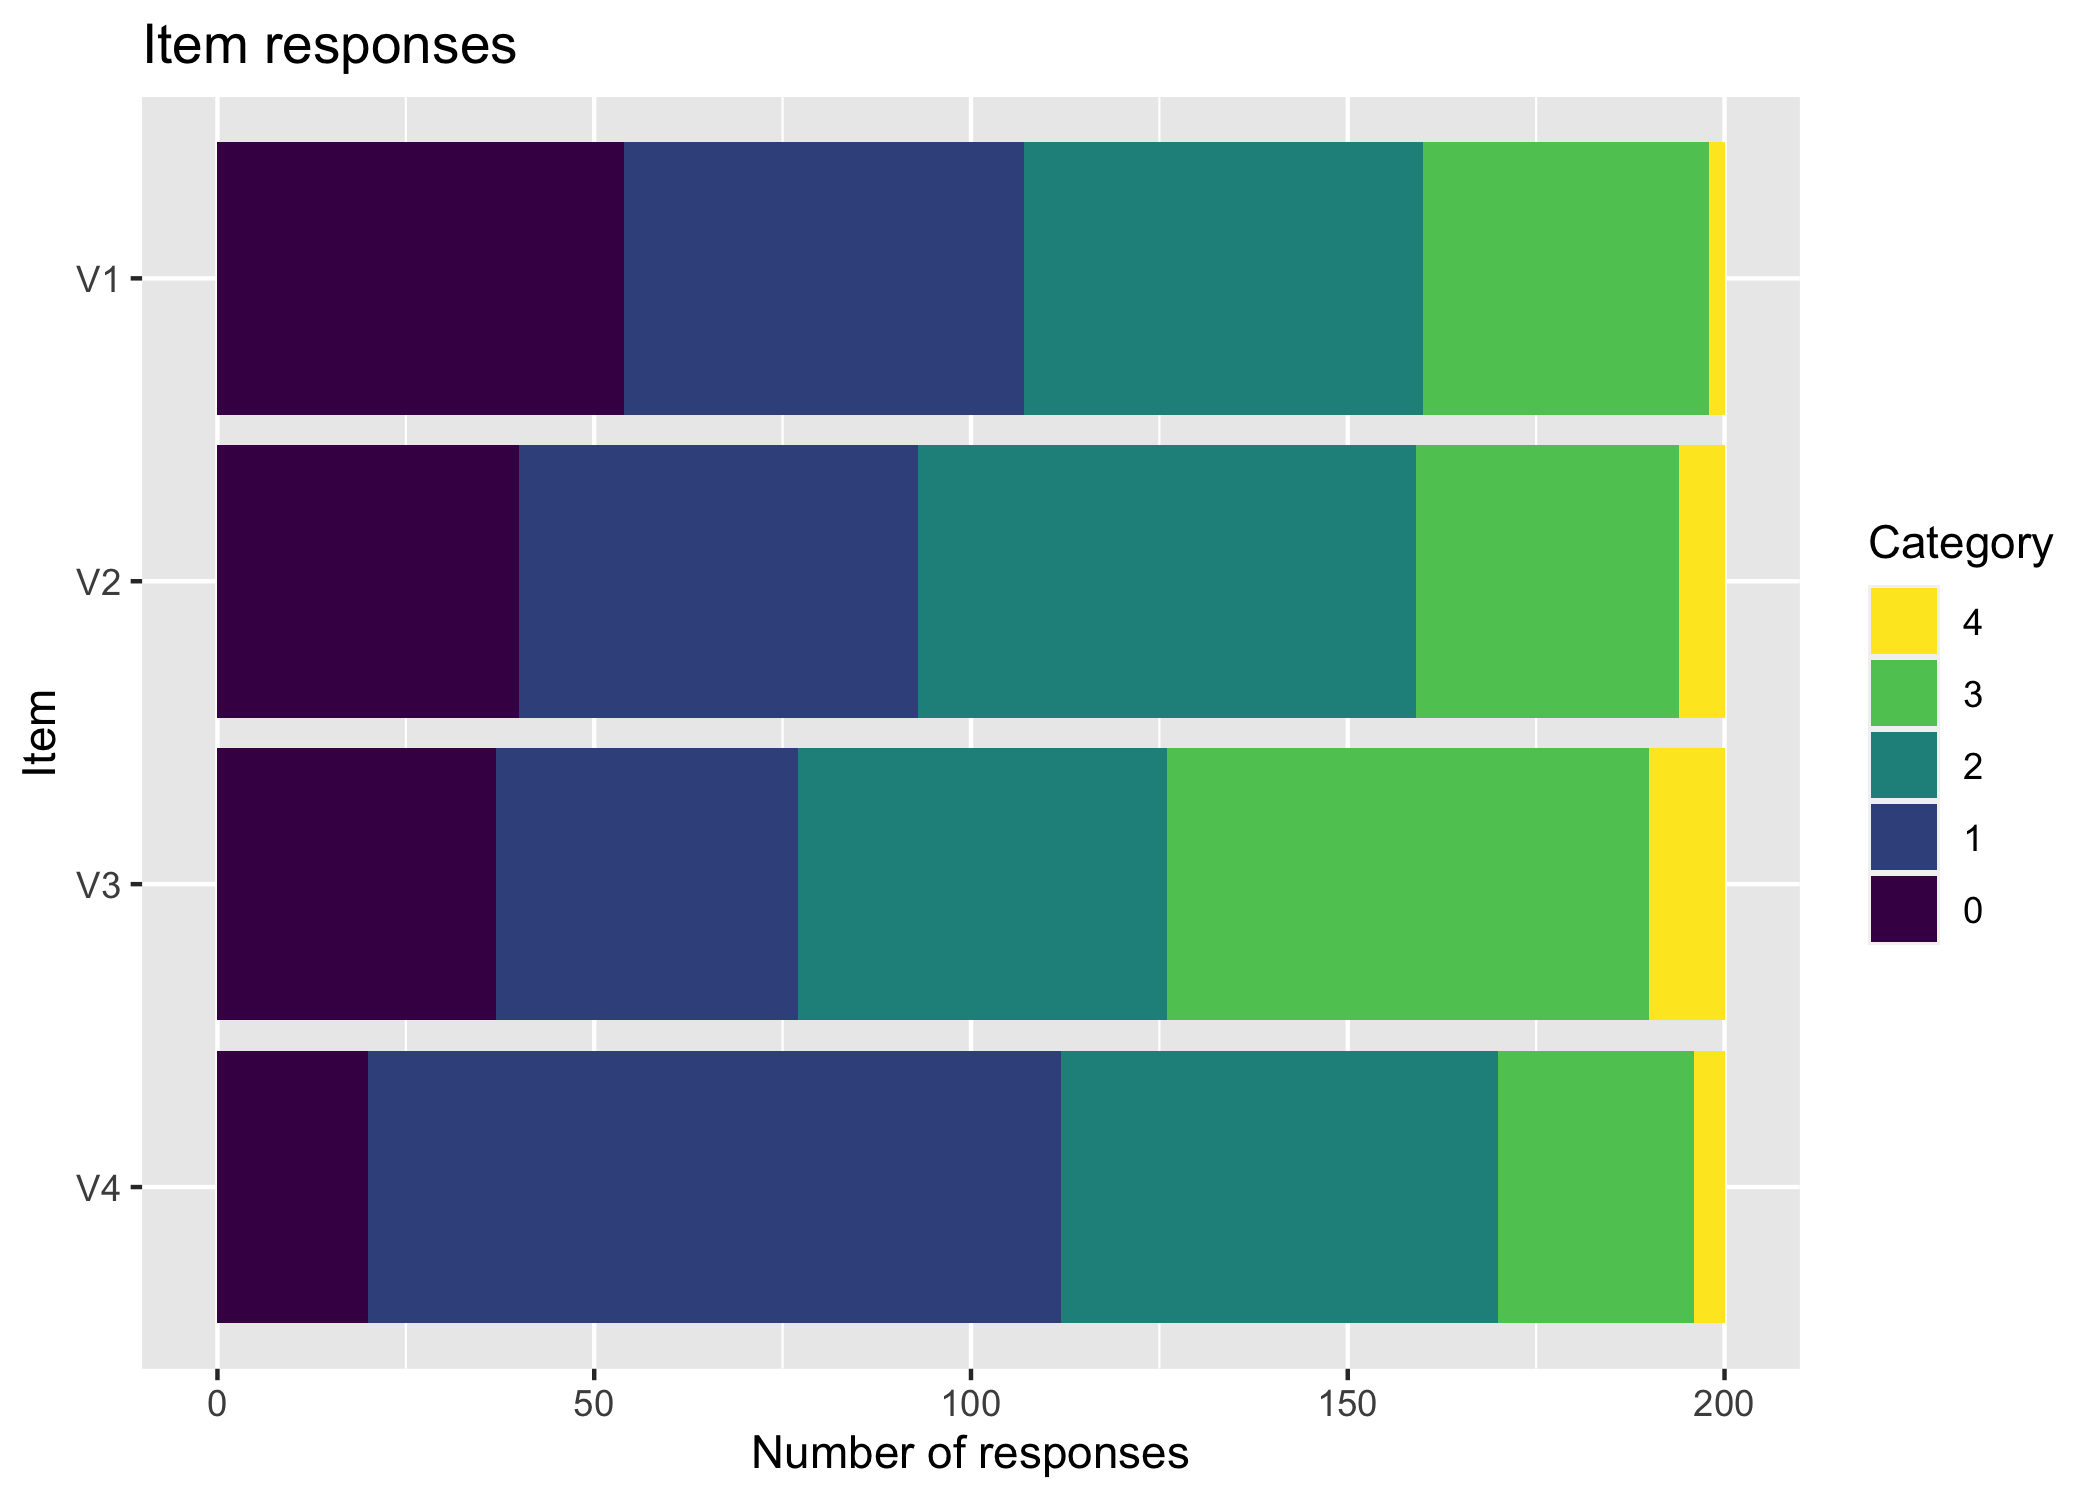 Item responses
V1
V2
V3
V4
Item
0 50 100 150 200
Number of responses
Category
4
3
2
1
0